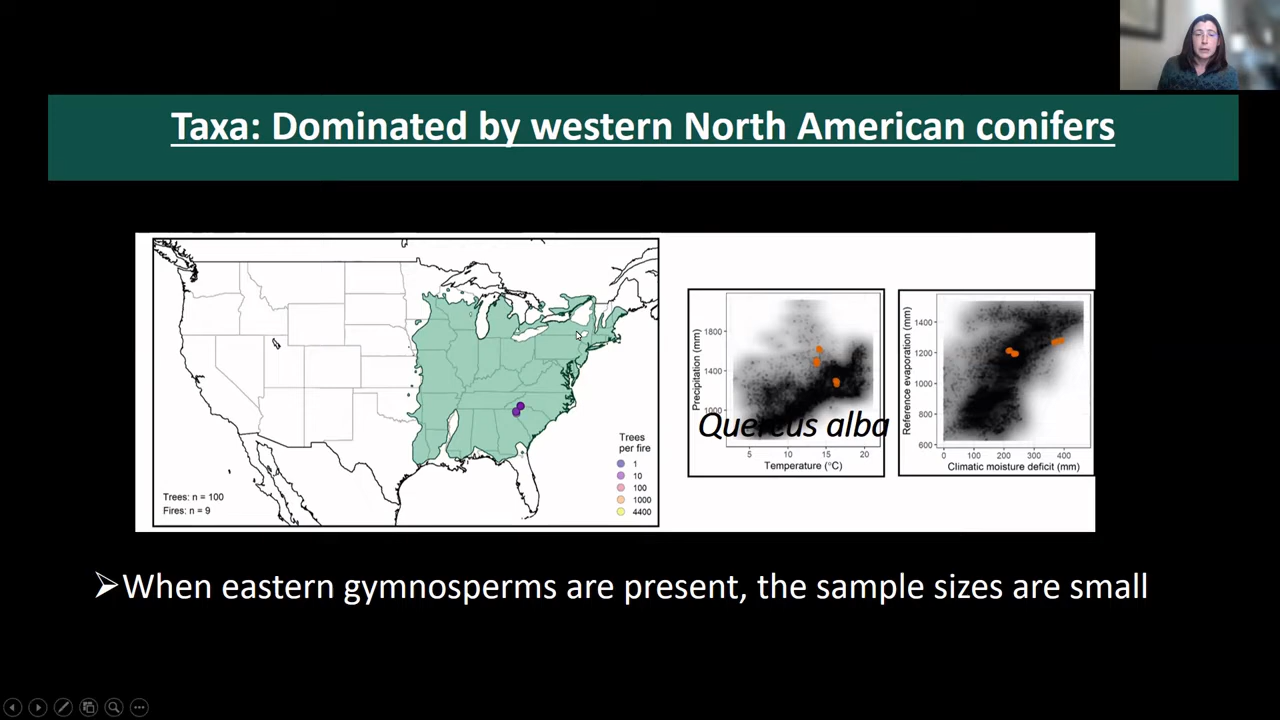 Taxa: Dominated by western North American conifers
Trees: n = 100
Fires: n = 9
Trees
per fire
1
10
100
1000
4400
Precipitation (mm)
1800
1400
1000
5
10
15
20
Temperature (°C)
Quercus alba
Reference evaporation (mm)
1400
1200
1000
800
600
0
100
200
300
400
Climatic moisture deficit (mm)
➢When eastern gymnosperms are present, the sample sizes are small